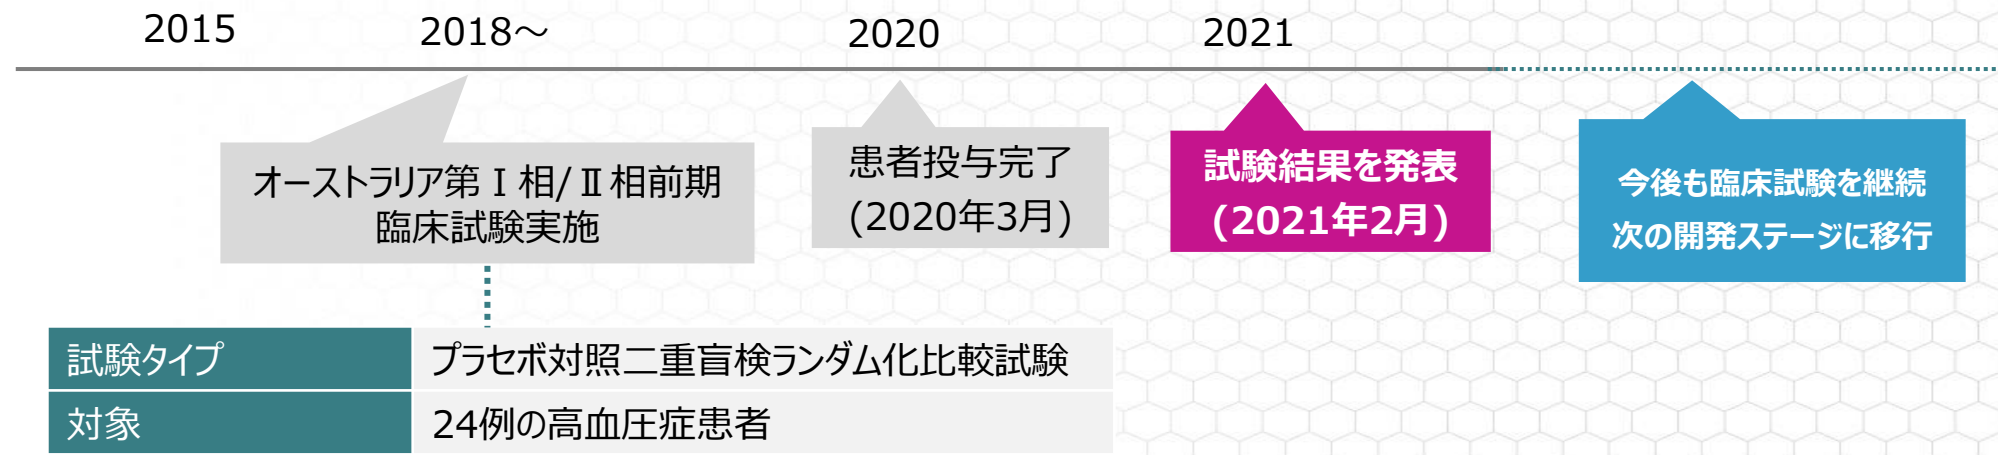 2015
2018～
2020
2021
オーストラリア第Ⅰ相/Ⅱ相前期
臨床試験実施
患者投与完了
(2020年3月)
試験結果を発表
(2021年2月)
今後も臨床試験を継続
次の開発ステージに移行
試験タイプ
プラセボ対照二重盲検ランダム化比較試験
対象
24例の高血圧症患者